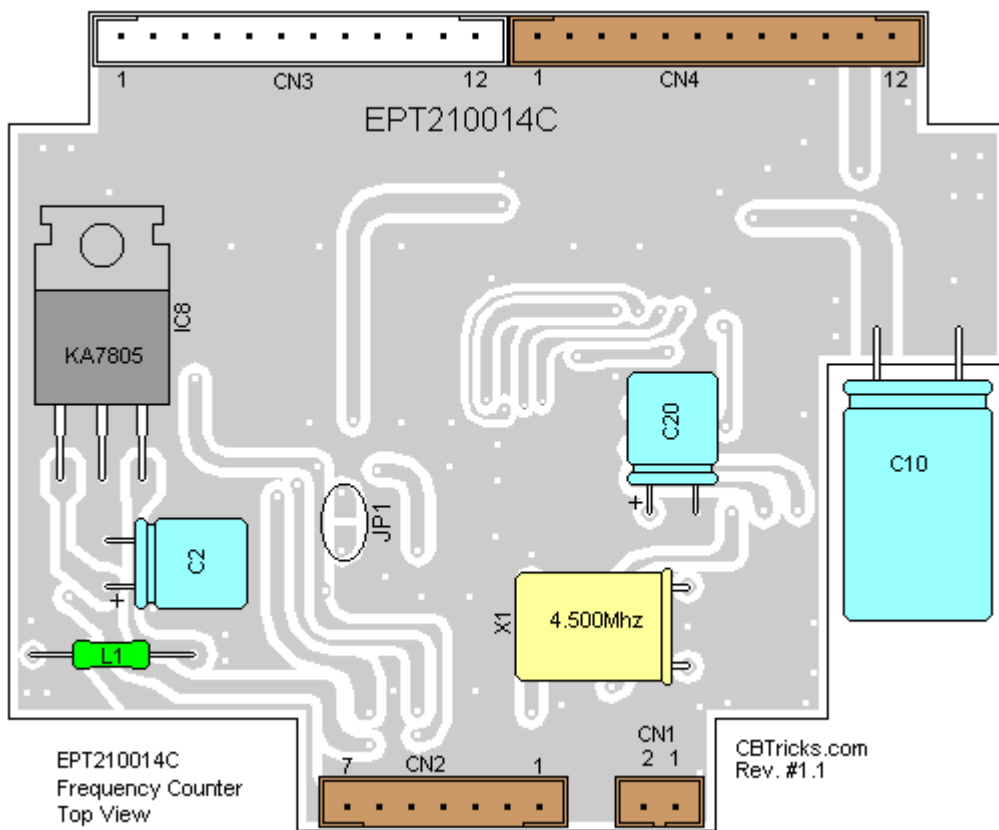 1 CN3 12 1 CN4 12
EPT210014C
IC8
KA7805
C20
C10
JP1
C2
+
+
X1
4.500Mhz
L1
EPT210014C
Frequency Counter
Top View
7 CN2 1
CN1
2 1
CBTricks.com
Rev. #1.1